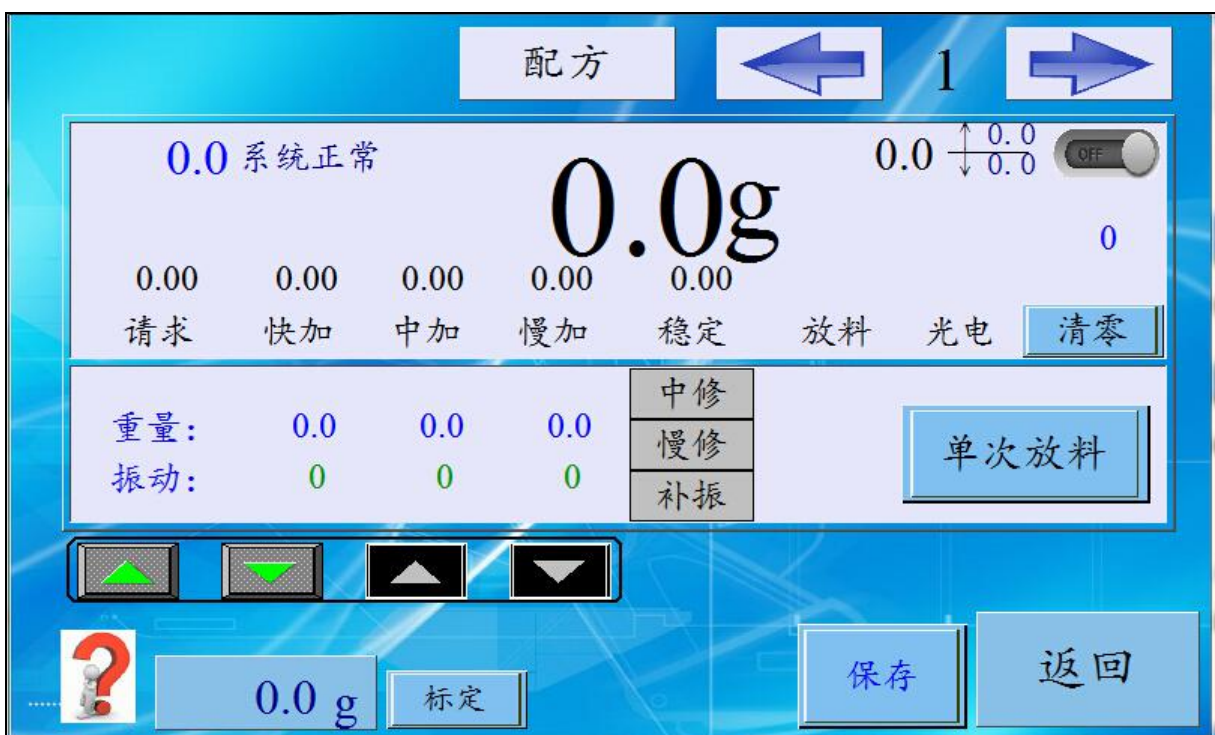 配方 1
0.0 系统正常 0.0g 0.0 0.0 OFF
0.0
0
0.00 0.00 0.00 0.00 0.00
请求 快加 中加 慢加 稳定 放料 光电 清零
中修
重量: 0.0 0.0 0.0 慢修 单次放料
振动: 0 0 0 补振
0.0 g 标定 保存 返回